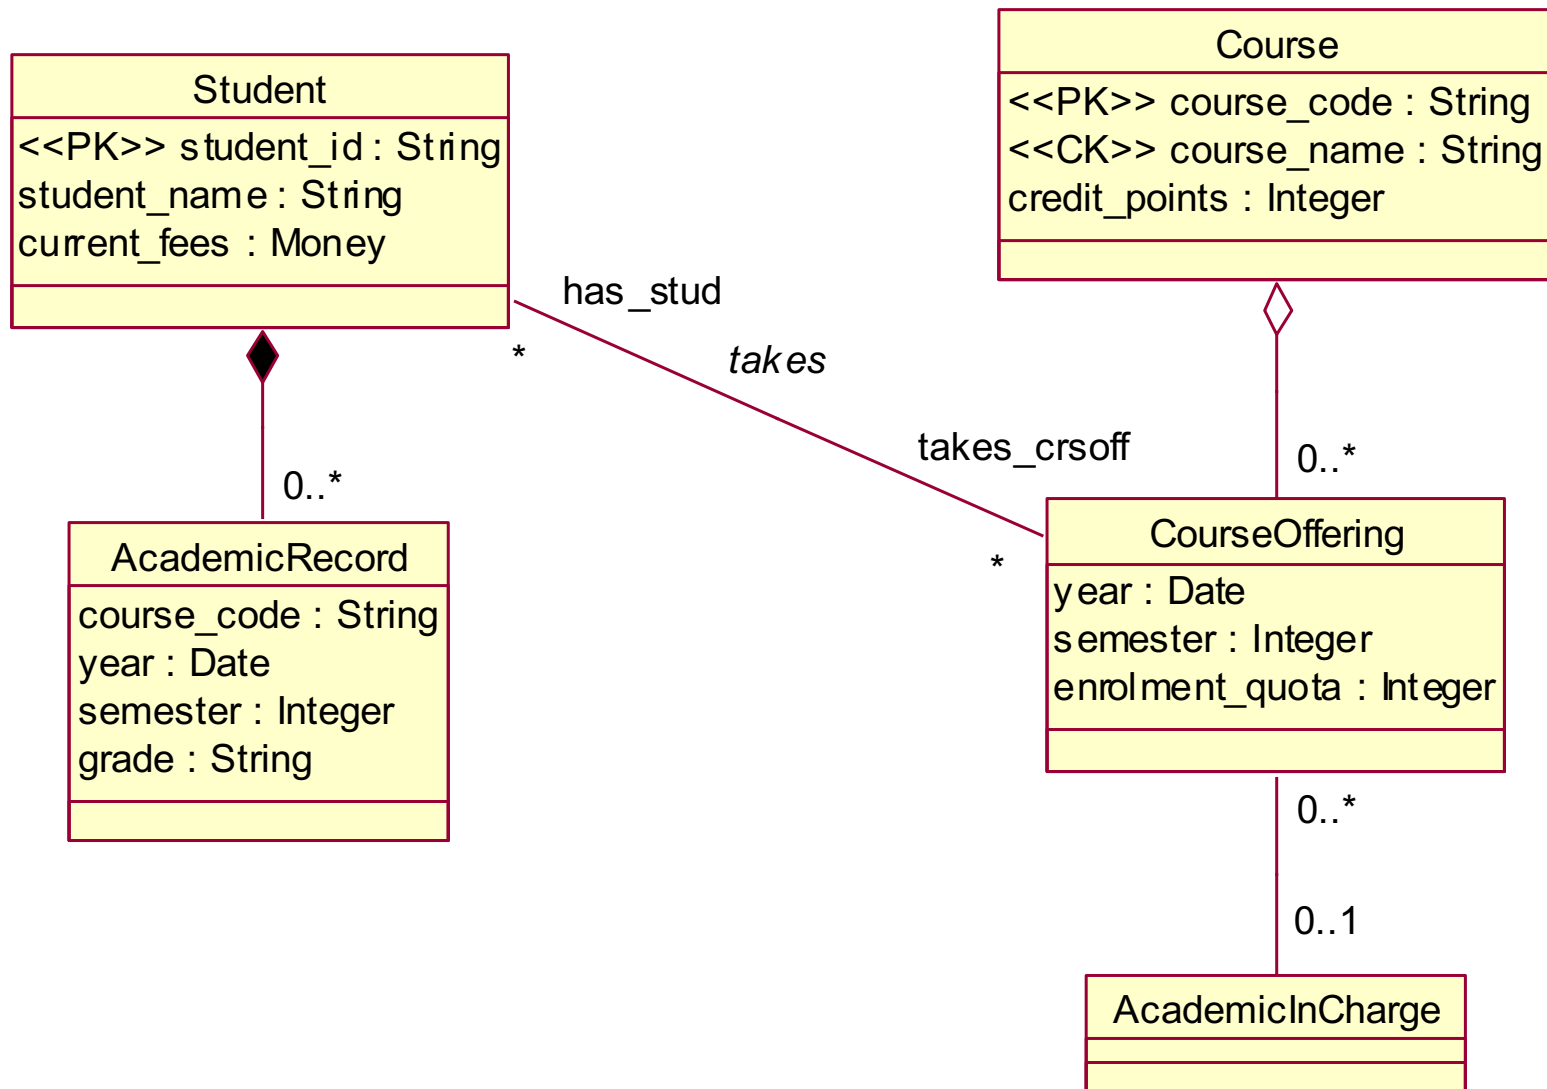 Student
<<PK>> student_id : String
student_name : String
current_fees : Money
Course
<<PK>> course_code : String
<<CK>> course_name : String
credit_points : Integer
has_stud
*
takes
takes_crsoff
*
0..*
0..*
AcademicRecord
course_code : String
year : Date
semester : Integer
grade : String
CourseOffering
year : Date
semester : Integer
enrolment_quota : Integer
0..*
0..1
AcademicInCharge